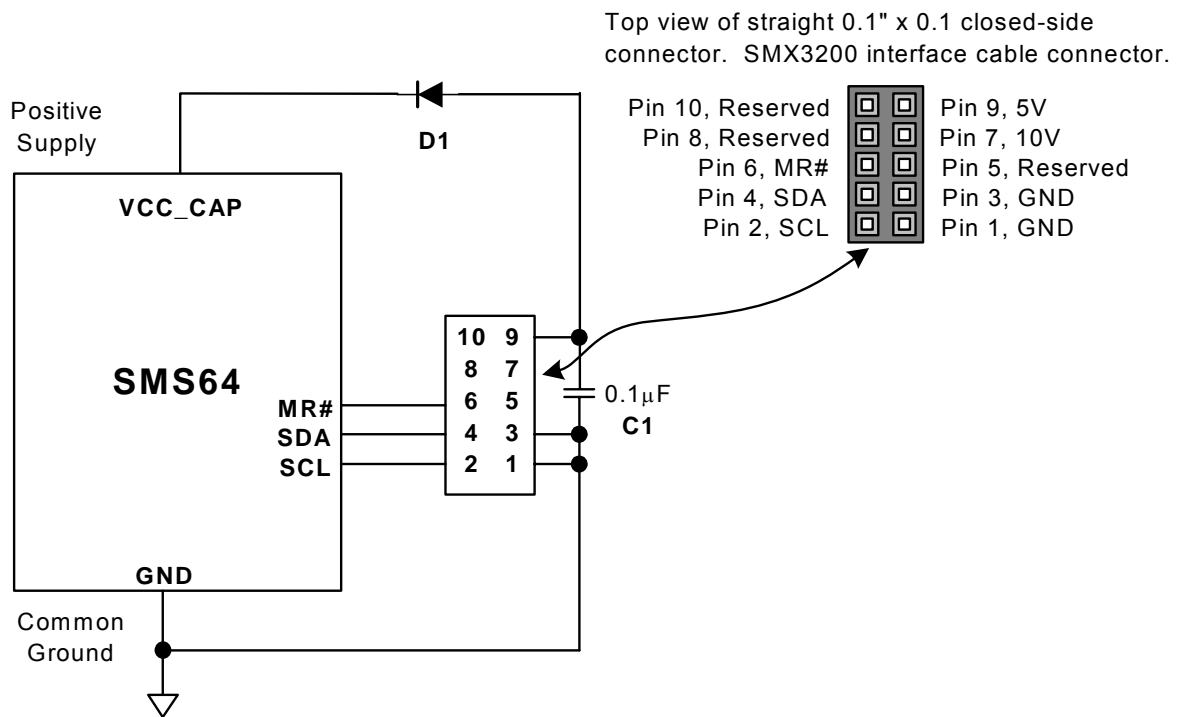 Top view of straight 0.1" x 0.1 closed-side
connector. SMX3200 interface cable connector.
Pin 10, Reserved
Pin 9, 5V
Pin 8, Reserved
Pin 7, 10V
Pin 6, MR#
Pin 5, Reserved
Pin 4, SDA
Pin 3, GND
Pin 2, SCL
Pin 1, GND
Positive
Supply
D1
VCC_CAP
SMS64
MR#
SDA
SCL
GND
10 9
8 7
6 5
4 3
2 1
0.1μF
C1
Common
Ground